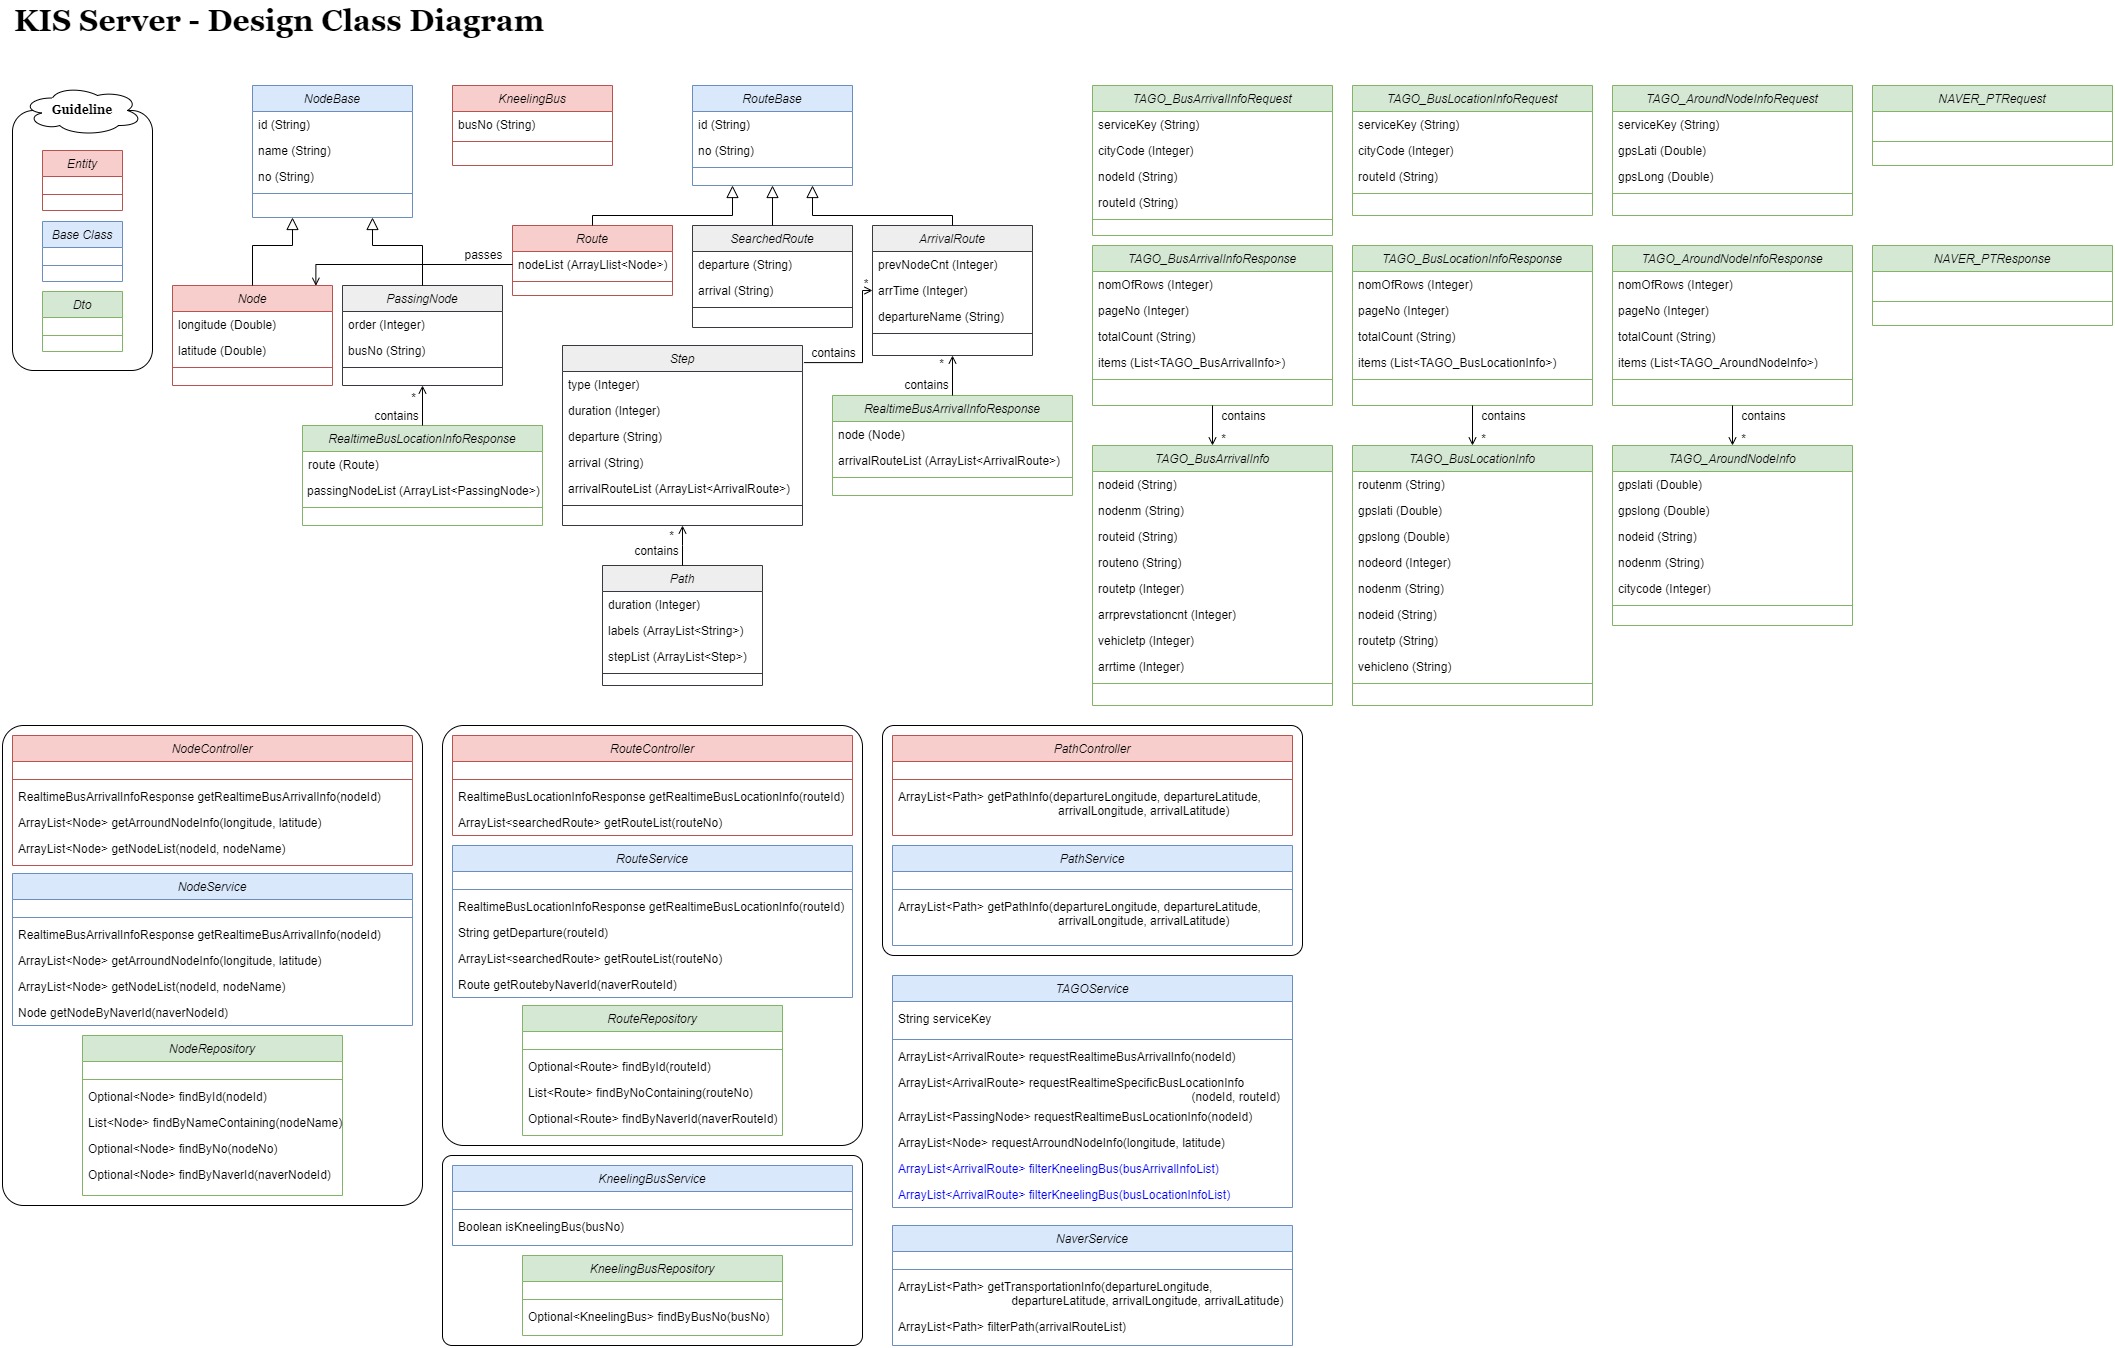 KIS Server - Design Class Diagram
Guideline
Entity
Base Class
Dto
NodeBase
id (String)
name (String)
no (String)
KneelingBus
busNo (String)
RouteBase
id (String)
no (String)
passes
Route
nodeList (ArrayLlist<Node>)
SearchedRoute
departure (String)
arrival (String)
ArrivalRoute
prevNodeCnt (Integer)
arrTime (Integer)
departureName (String)
Node
longitude (Double)
latitude (Double)
PassingNode
order (Integer)
busNo (String)
*
contains
RealtimeBusLocationInfoResponse
route (Route)
passingNodeList (ArrayList<PassingNode>)
Step
type (Integer)
duration (Integer)
departure (String)
arrival (String)
arrivalRouteList (ArrayList<ArrivalRoute>)
*
contains
*
contains
RealtimeBusArrivalInfoResponse
node (Node)
arrivalRouteList (ArrayList<ArrivalRoute>)
*
contains
Path
duration (Integer)
labels (ArrayList<String>)
stepList (ArrayList<Step>)
TAGO_BusArrivalInfoRequest
serviceKey (String)
cityCode (Integer)
nodeId (String)
routeId (String)
TAGO_BusLocationInfoRequest
serviceKey (String)
cityCode (Integer)
routeId (String)
TAGO_AroundNodeInfoRequest
serviceKey (String)
gpsLati (Double)
gpsLong (Double)
NAVER_PTRequest
TAGO_BusArrivalInfoResponse
nomOfRows (Integer)
pageNo (Integer)
totalCount (String)
items (List<TAGO_BusArrivalInfo>)
TAGO_BusLocationInfoResponse
nomOfRows (Integer)
pageNo (Integer)
totalCount (String)
items (List<TAGO_BusLocationInfo>)
TAGO_AroundNodeInfoResponse
nomOfRows (Integer)
pageNo (Integer)
totalCount (String)
items (List<TAGO_AroundNodeInfo>)
NAVER_PTResponse
contains
*
contains
*
contains
*
TAGO_BusArrivalInfo
nodeid (String)
nodenm (String)
routeid (String)
routeno (String)
routetp (Integer)
arrprevstationcnt (Integer)
vehicletp (Integer)
arrtime (Integer)
TAGO_BusLocationInfo
routenm (String)
gpslati (Double)
gpslong (Double)
nodeord (Integer)
nodenm (String)
nodeid (String)
routetp (String)
vehicleno (String)
TAGO_AroundNodeInfo
gpslati (Double)
gpslong (Double)
nodeid (String)
nodenm (String)
citycode (Integer)
NodeController
RealtimeBusArrivalInfoResponse getRealtimeBusArrivalInfo(nodeId)
ArrayList<Node> getArroundNodeInfo(longitude, latitude)
ArrayList<Node> getNodeList(nodeId, nodeName)
NodeService
RealtimeBusArrivalInfoResponse getRealtimeBusArrivalInfo(nodeId)
ArrayList<Node> getArroundNodeInfo(longitude, latitude)
ArrayList<Node> getNodeList(nodeId, nodeName)
Node getNodeByNaverId(naverNodeId)
NodeRepository
Optional<Node> findById(nodeId)
List<Node> findByNameContaining(nodeName)
Optional<Node> findByNo(nodeNo)
Optional<Node> findByNaverId(naverNodeId)
RouteController
RealtimeBusLocationInfoResponse getRealtimeBusLocationInfo(routeId)
ArrayList<searchedRoute> getRouteList(routeNo)
RouteService
RealtimeBusLocationInfoResponse getRealtimeBusLocationInfo(routeId)
String getDeparture(routeId)
ArrayList<searchedRoute> getRouteList(routeNo)
Route getRoutebyNaverId(naverRouteId)
RouteRepository
Optional<Route> findById(routeId)
List<Route> findByNoContaining(routeNo)
Optional<Route> findByNaverId(naverRouteId)
KneelingBusService
Boolean isKneelingBus(busNo)
KneelingBusRepository
Optional<KneelingBus> findByBusNo(busNo)
PathController
ArrayList<Path> getPathInfo(departureLongitude, departureLatitude,
arrivalLongitude, arrivalLatitude)
PathService
ArrayList<Path> getPathInfo(departureLongitude, departureLatitude,
arrivalLongitude, arrivalLatitude)
TAGOService
String serviceKey
ArrayList<ArrivalRoute> requestRealtimeBusArrivalInfo(nodeId)
ArrayList<ArrivalRoute> requestRealtimeSpecificBusLocationInfo
(nodeId, routeId)
ArrayList<PassingNode> requestRealtimeBusLocationInfo(nodeId)
ArrayList<Node> requestArroundNodeInfo(longitude, latitude)
ArrayList<ArrivalRoute> filterKneelingBus(busArrivalInfoList)
ArrayList<ArrivalRoute> filterKneelingBus(busLocationInfoList)
NaverService
ArrayList<Path> getTransportationInfo(departureLongitude,
departureLatitude, arrivalLongitude, arrivalLatitude)
ArrayList<Path> filterPath(arrivalRouteList)